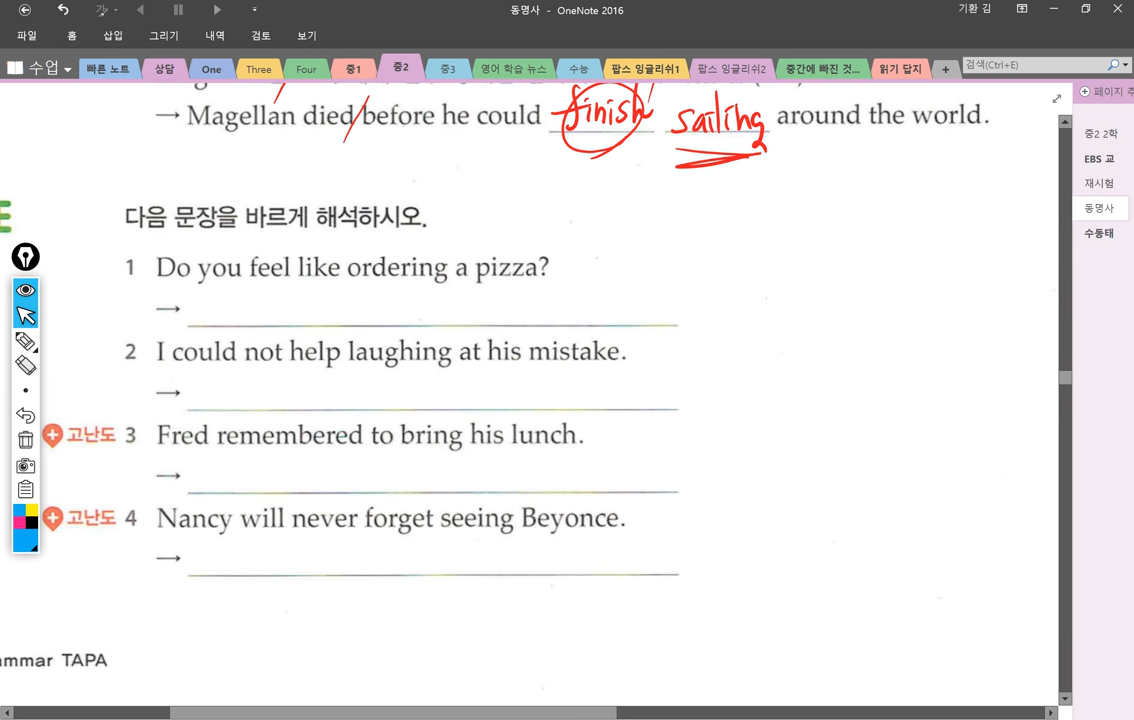 동명사 - OneNote 2016
기환 김
파일 홈 삽입 그리기 내역 검토 보기
수업 빠른 노트 상담 One Three Four 중1 중2 중3 영어 학습 뉴스 수능 팝스 잉글리쉬1 팝스 잉글리쉬2 중간에 빠진 것... 읽기 답지 + 검색(Ctrl+E)
페이지 추
→ Magellan died before he could finish sailing around the world.
중2 2학
EBS 교
재시험
동명사
수동태
E 다음 문장을 바르게 해석하시오.
1 Do you feel like ordering a pizza?
→
2 I could not help laughing at his mistake.
→
고난도 3 Fred remembered to bring his lunch.
→
고난도 4 Nancy will never forget seeing Beyonce.
→
ammar TAPA